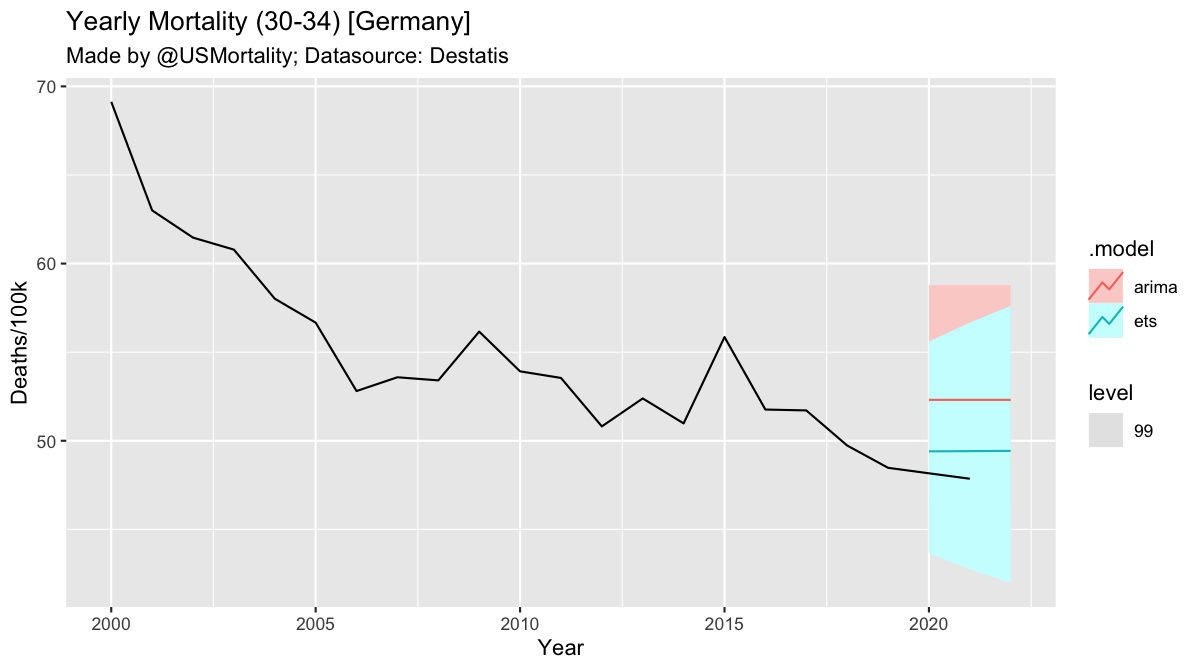 Yearly Mortality (30-34) [Germany]
Made by @USMortality; Datasource: Destatis
70
60
50
Deaths/100k
2000
2005
2010
2015
2020
Year
.model
arima
ets
level
99